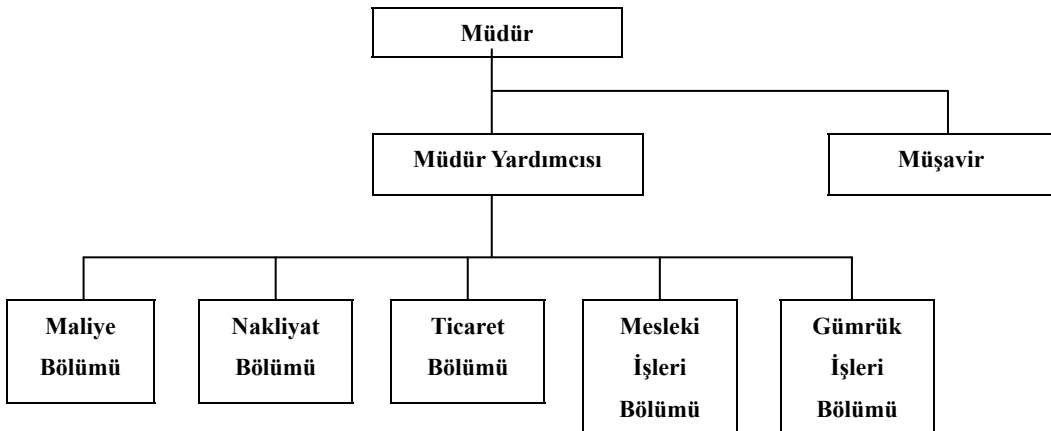 Müdür
Müdür Yardımcısı
Müşavir
Maliye
Bölümü
Nakliyat
Bölümü
Ticaret
Bölümü
Mesleki
İşleri
Bölümü
Gümrük
İşleri
Bölümü